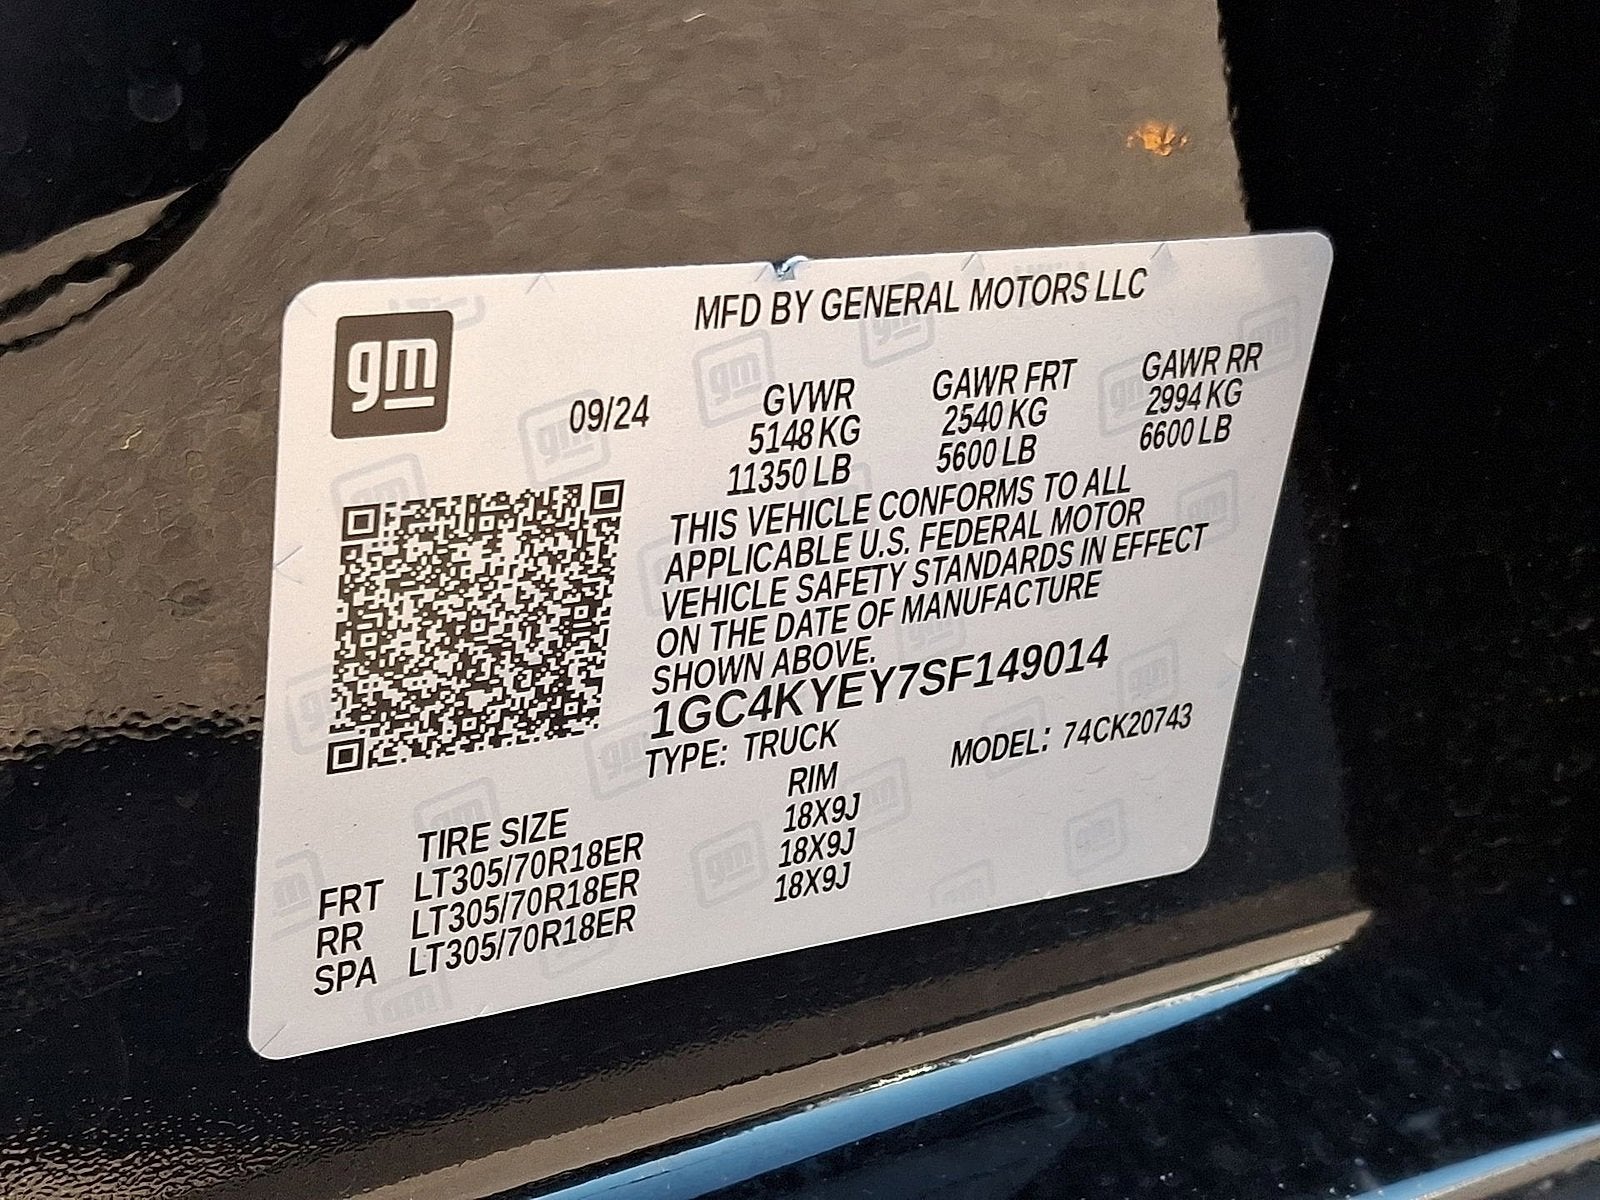 MFD BY GENERAL MOTORS LLC
gm
09/24
GVWR GAWR FRT GAWR RR
5148 KG 2540 KG 2994 KG
11350 LB 5600 LB 6600 LB
THIS VEHICLE CONFORMS TO ALL
APPLICABLE U.S. FEDERAL MOTOR
VEHICLE SAFETY STANDARDS IN EFFECT
ON THE DATE OF MANUFACTURE
SHOWN ABOVE.
1GC4KYEY7SF149014
TYPE: TRUCK MODEL: 74CK20743
TIRE SIZE RIM
FRT LT305/70R18ER 18X9J
RR LT305/70R18ER 18X9J
SPA LT305/70R18ER 18X9J